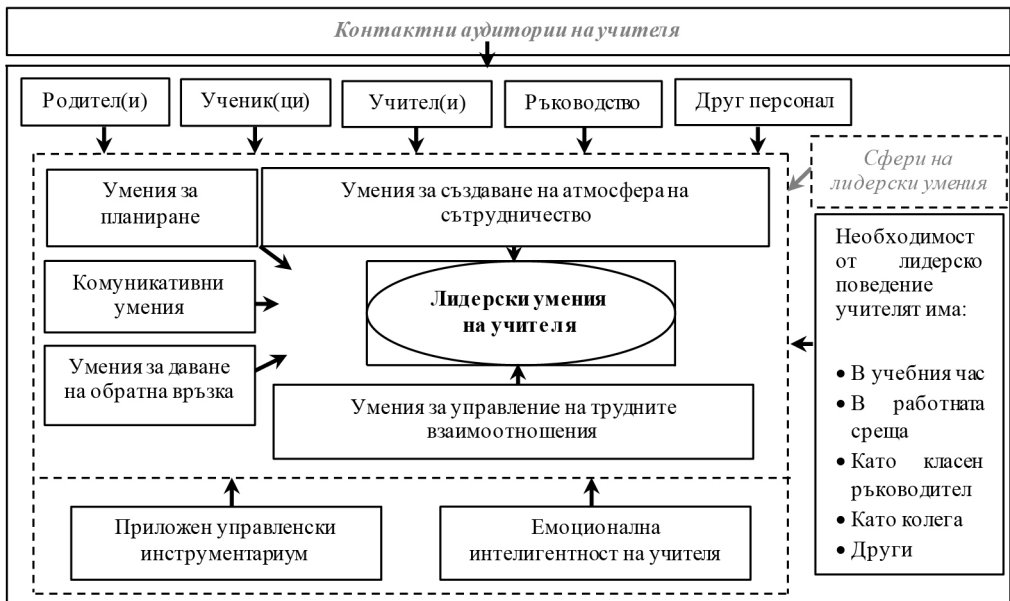 Контактни аудитории на учителя
Родител(и)
Ученик(ци)
Учител(и)
Ръководство
Друг персонал
Сфери на
лидерски умения
Умения за
планиране
Умения за създаване на атмосфера на
сътрудничество
Комуникативни
умения
Лидерски умения
на учителя
Умения за даване
на обратна връзка
Умения за управление на трудните
взаимоотношения
Необходимост
от лидерско
поведение
учителят има:
• В учебния час
• В работната
среща
• Като класен
ръководител
• Като колега
• Други
Приложен управленски
инструментариум
Емоционална
интелигентност на учителя